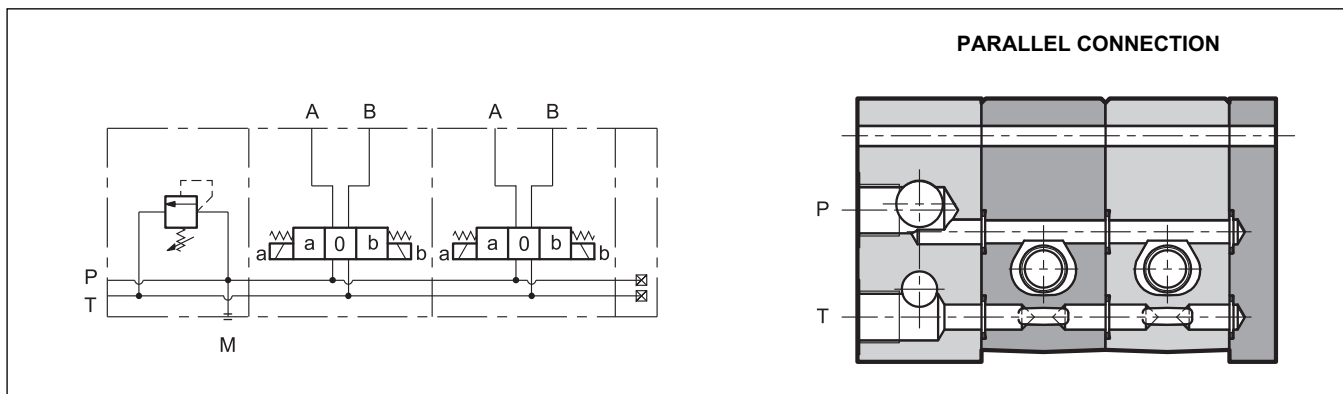 PARALLEL CONNECTION
A B A B
a a 0 b b a a 0 b b
P
T
M
P
T